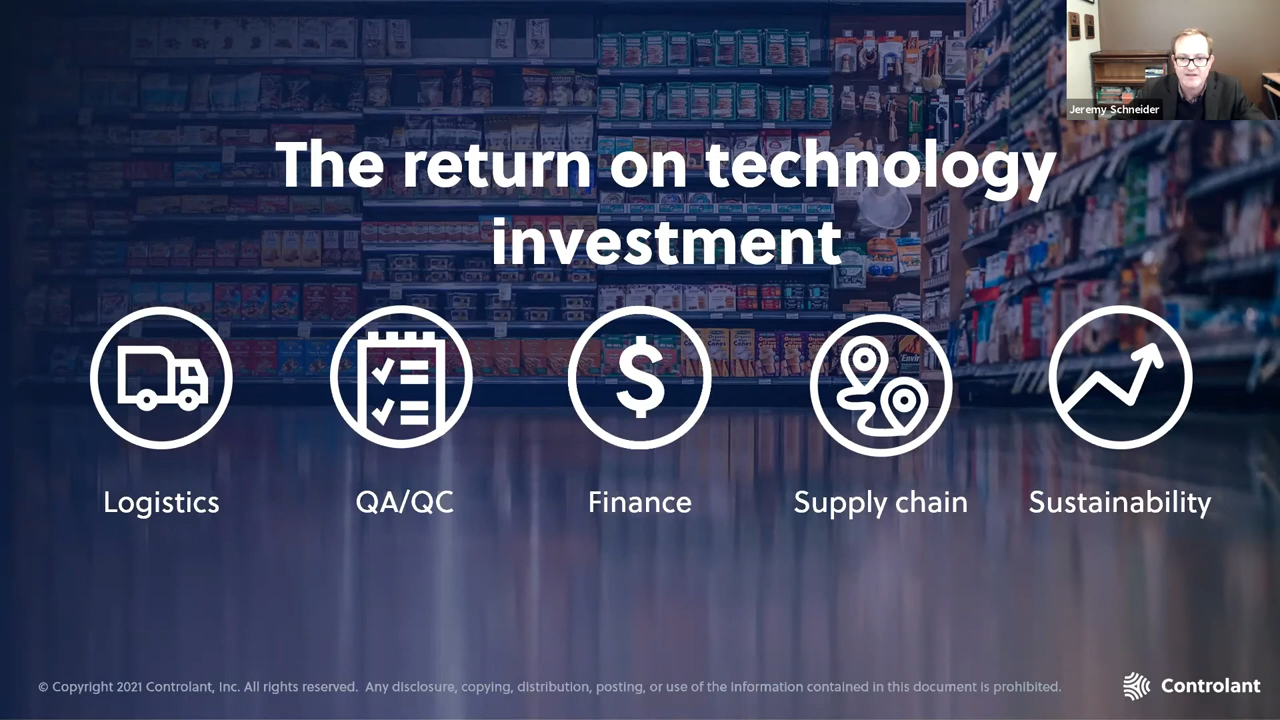 Jeremy Schneider
The return on technology
investment
Logistics
QA/QC
Finance
Supply chain
Sustainability
© Copyright 2021 Controlant, Inc. All rights reserved. Any disclosure, copying, distribution, posting, or use of the information contained in this document is prohibited.
Controlant